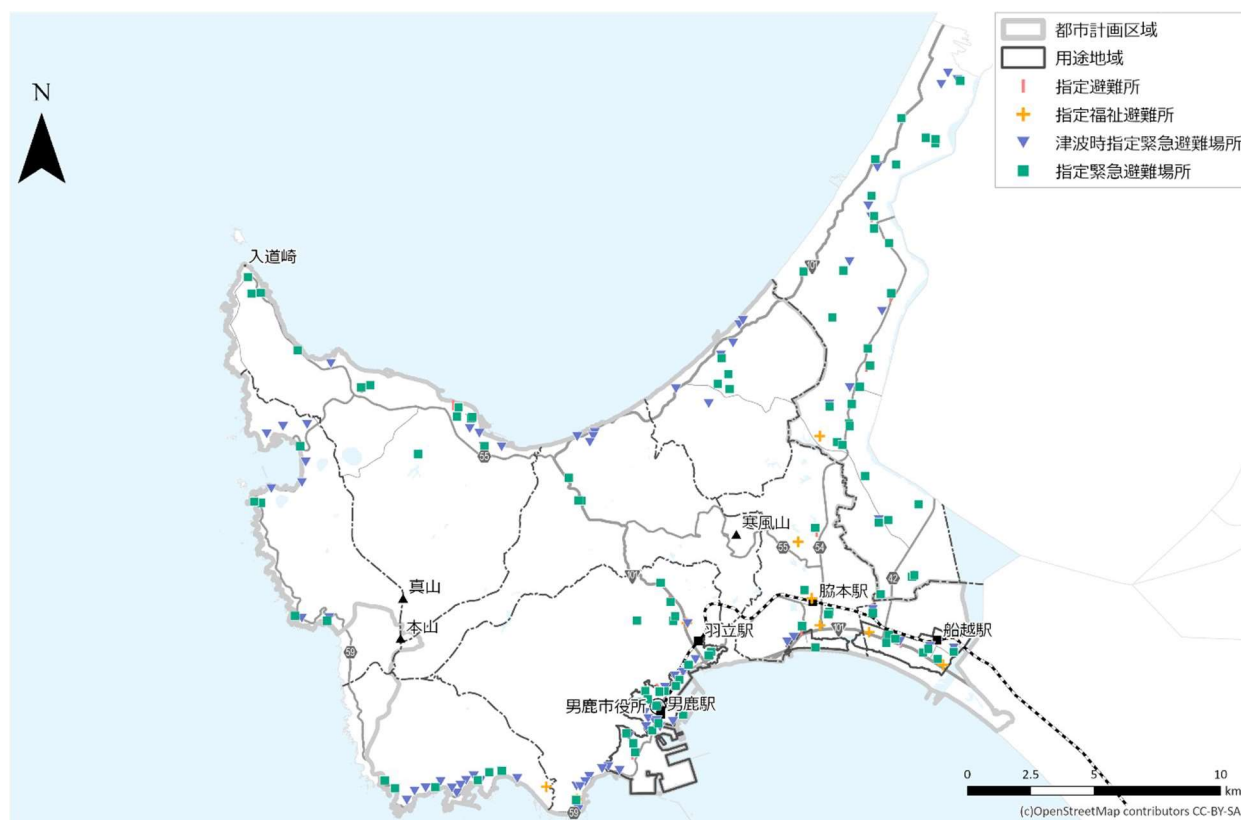 都市計画区域
用途地域
指定避難所
指定福祉避難所
津波時指定緊急避難場所
指定緊急避難場所
N
入道崎
101
55
寒風山
55
54
真山
101
42
脇本駅
本山
羽立駅
101
船越駅
59
男鹿市役所
男鹿駅
0 2.5 5 10
km
59
(c)OpenStreetMap contributors CC-BY-SA